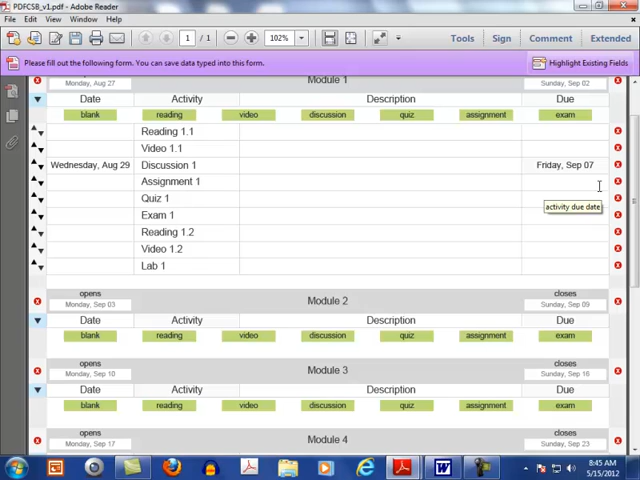 PDFCSB_v1.pdf - Adobe Reader
File Edit View Window Help
1 / 1 102% Tools Sign Comment Extended
Please fill out the following form. You can save data typed into this form. Highlight Existing Fields
Monday, Aug 27 Module 1 Sunday, Sep 02
Date Activity Description Due
blank reading video discussion quiz assignment exam
Reading 1.1
Video 1.1
Wednesday, Aug 29 Discussion 1 Friday, Sep 07
Assignment 1
Quiz 1
activity due date
Exam 1
Reading 1.2
Video 1.2
Lab 1
opens closes
Monday, Sep 03 Module 2 Sunday, Sep 09
Date Activity Description Due
blank reading video discussion quiz assignment exam
opens closes
Monday, Sep 10 Module 3 Sunday, Sep 16
Date Activity Description Due
blank reading video discussion quiz assignment exam
opens closes
Monday, Sep 17 Module 4 Sunday, Sep 23
8:45 AM
5/15/2012